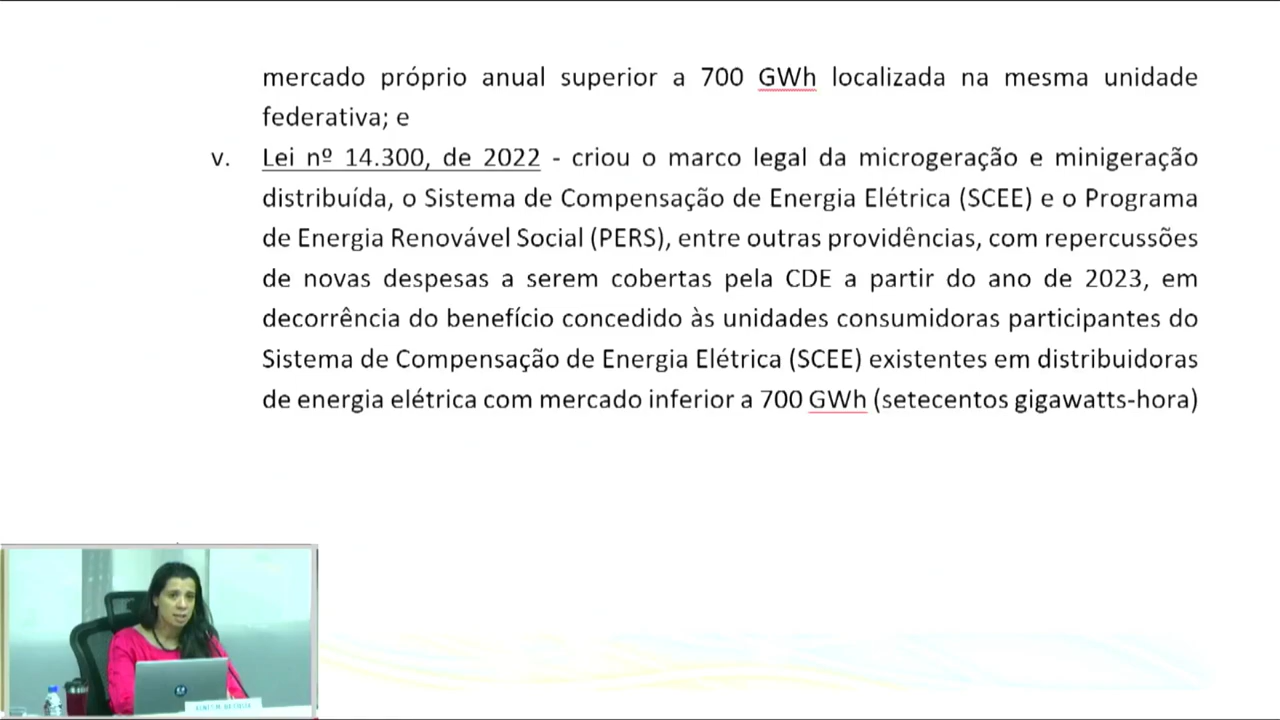 mercado próprio anual superior a 700 GWh localizada na mesma unidade
federativa; e
v. Lei nº 14.300, de 2022 - criou o marco legal da microgeração e minigeração
distribuída, o Sistema de Compensação de Energia Elétrica (SCEE) e o Programa
de Energia Renovável Social (PERS), entre outras providências, com repercussões
de novas despesas a serem cobertas pela CDE a partir do ano de 2023, em
decorrência do benefício concedido às unidades consumidoras participantes do
Sistema de Compensação de Energia Elétrica (SCEE) existentes em distribuidoras
de energia elétrica com mercado inferior a 700 GWh (setecentos gigawatts-hora)